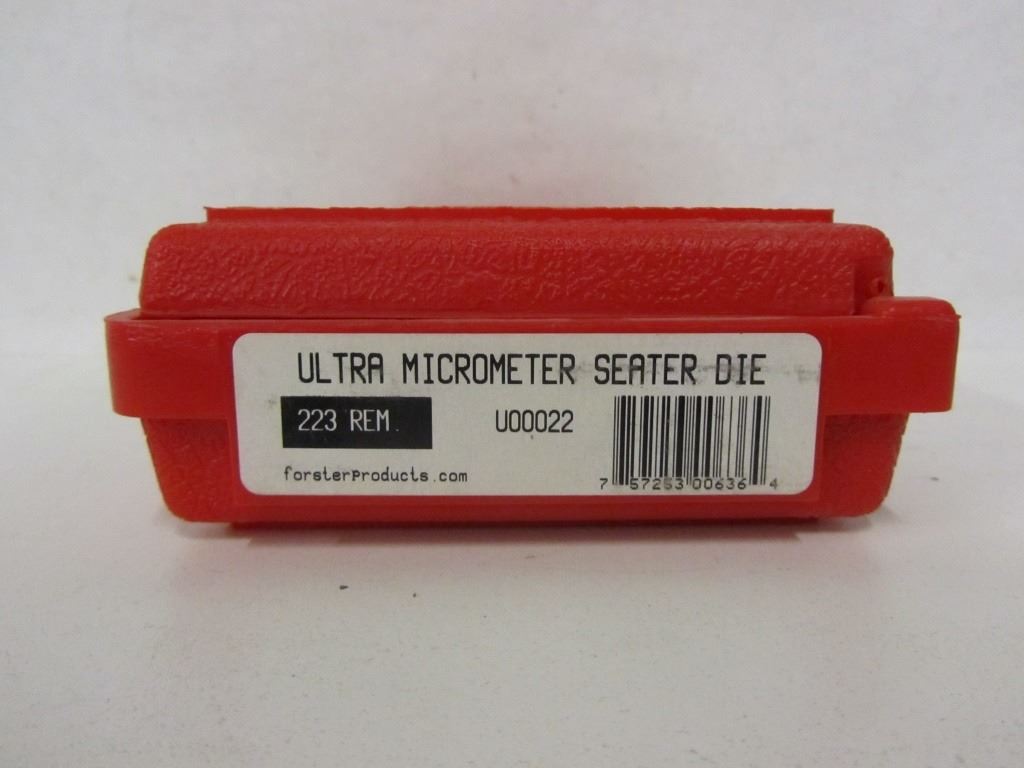 ULTRA MICROMETER SEATER DIE
223 REM.
U00022
forsterproducts.com
7 57253 00636 4